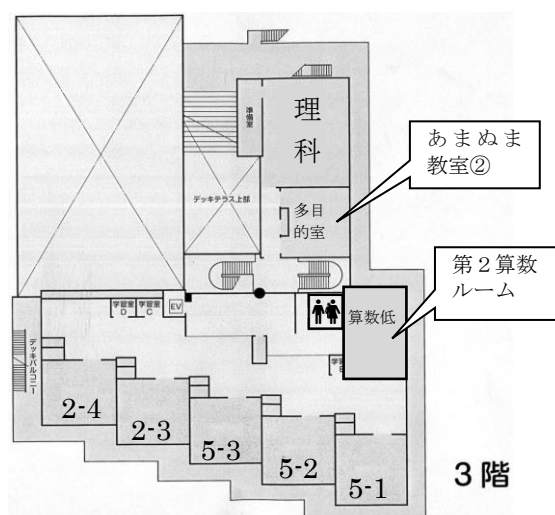 準備室
理
科
あまぬま
教室②
デッキテラス上部
多目
的室
第２算数
ルーム
学習室
D
学習室
C
EV
算数低
デッキバルコニー
学習
2-4
2-3
5-3
5-2
5-1
3階